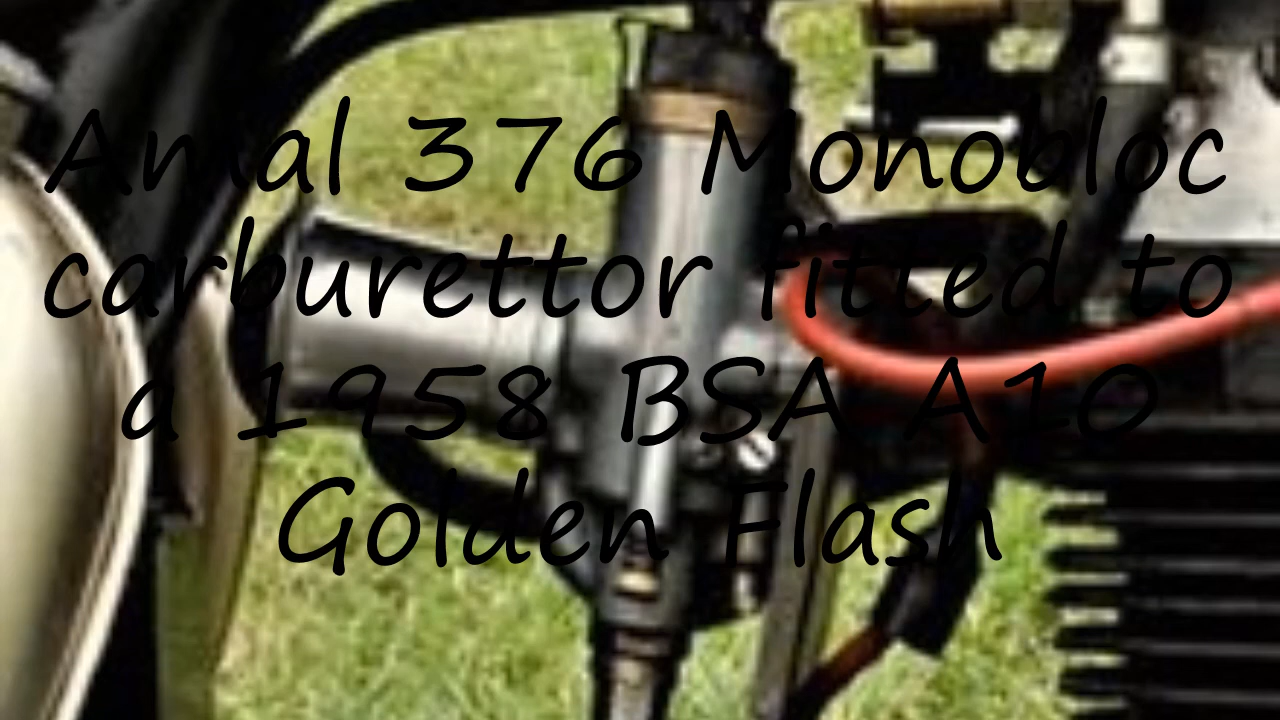 Amal 376 Monobloc
carburettor fitted to
a 1958 BSA A10
Golden Flash